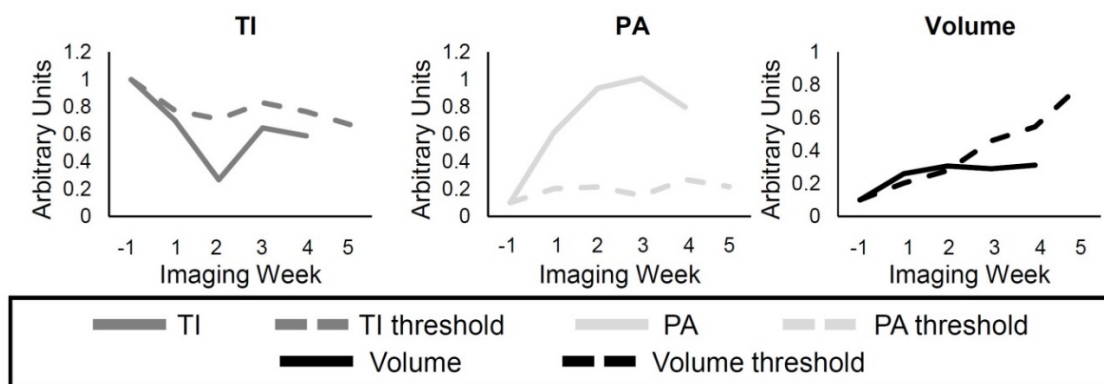 TI
PA
Volume
Arbitrary Units
1.2
1
0.8
0.6
0.4
0.2
0
-1 1 2 3 4 5
Imaging Week
Arbitrary Units
1.2
1
0.8
0.6
0.4
0.2
0
-1 1 2 3 4 5
Imaging Week
Arbitrary Units
1
0.8
0.6
0.4
0.2
0
-1 1 2 3 4 5
Imaging Week
TI TI threshold PA PA threshold
Volume Volume threshold